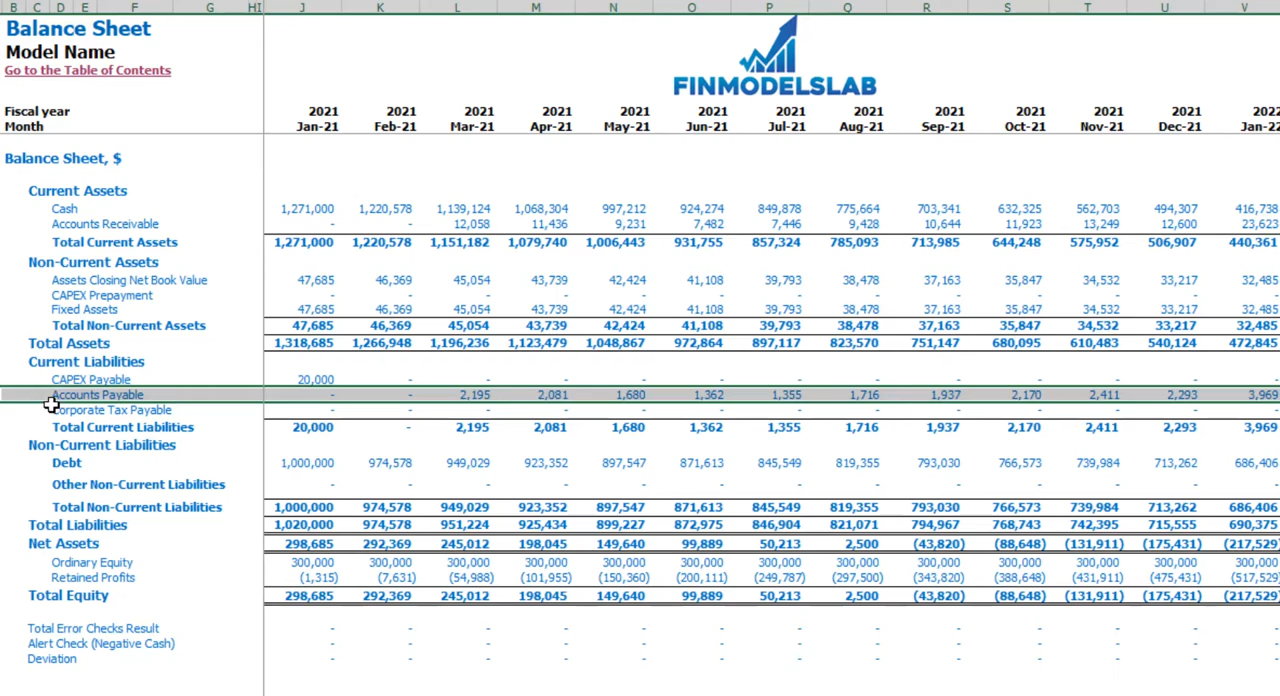 B C D E F G H I J K L M N O P Q R S T U V
Balance Sheet
Model Name
Go to the Table of Contents
FINMODELSLAB
Fiscal year 2021 2021 2021 2021 2021 2021 2021 2021 2021 2021 2021 2021 2022
Month Jan-21 Feb-21 Mar-21 Apr-21 May-21 Jun-21 Jul-21 Aug-21 Sep-21 Oct-21 Nov-21 Dec-21 Jan-22
Balance Sheet, $
Current Assets
Cash 1,271,000 1,220,578 1,139,124 1,068,304 997,212 924,274 849,878 775,664 703,341 632,325 562,703 494,307 416,738
Accounts Receivable - - 12,058 11,436 9,231 7,482 7,446 9,428 10,644 11,923 13,249 12,600 23,623
Total Current Assets 1,271,000 1,220,578 1,151,182 1,079,740 1,006,443 931,755 857,324 785,093 713,985 644,248 575,952 506,907 440,361
Non-Current Assets
Assets Closing Net Book Value 47,685 46,369 45,054 43,739 42,424 41,108 39,793 38,478 37,163 35,847 34,532 33,217 32,485
CAPEX Prepayment - - - - - - - - - - - - -
Fixed Assets 47,685 46,369 45,054 43,739 42,424 41,108 39,793 38,478 37,163 35,847 34,532 33,217 32,485
Total Non-Current Assets 47,685 46,369 45,054 43,739 42,424 41,108 39,793 38,478 37,163 35,847 34,532 33,217 32,485
Total Assets 1,318,685 1,266,948 1,196,236 1,123,479 1,048,867 972,864 897,117 823,570 751,147 680,095 610,483 540,124 472,845
Current Liabilities
CAPEX Payable 20,000 - - - - - - - - - - - -
Accounts Payable - - 2,195 2,081 1,680 1,362 1,355 1,716 1,937 2,170 2,411 2,293 3,969
Corporate Tax Payable - - - - - - - - - - - - -
Total Current Liabilities 20,000 - 2,195 2,081 1,680 1,362 1,355 1,716 1,937 2,170 2,411 2,293 3,969
Non-Current Liabilities
Debt 1,000,000 974,578 949,029 923,352 897,547 871,613 845,549 819,355 793,030 766,573 739,984 713,262 686,406
Other Non-Current Liabilities - - - - - - - - - - - - -
Total Non-Current Liabilities 1,000,000 974,578 949,029 923,352 897,547 871,613 845,549 819,355 793,030 766,573 739,984 713,262 686,406
Total Liabilities 1,020,000 974,578 951,224 925,434 899,227 872,975 846,904 821,071 794,967 768,743 742,395 715,555 690,375
Net Assets 298,685 292,369 245,012 198,045 149,640 99,889 50,213 2,500 (43,820) (88,648) (131,911) (175,431) (217,529
Ordinary Equity 300,000 300,000 300,000 300,000 300,000 300,000 300,000 300,000 300,000 300,000 300,000 300,000 300,000
Retained Profits (1,315) (7,631) (54,988) (101,955) (150,360) (200,111) (249,787) (297,500) (343,820) (388,648) (431,911) (475,431) (517,529
Total Equity 298,685 292,369 245,012 198,045 149,640 99,889 50,213 2,500 (43,820) (88,648) (131,911) (175,431) (217,529
Total Error Checks Result - - - - - - - - - - - - -
Alert Check (Negative Cash) - - - - - - - - - - - - -
Deviation - - - - - - - - - - - - -